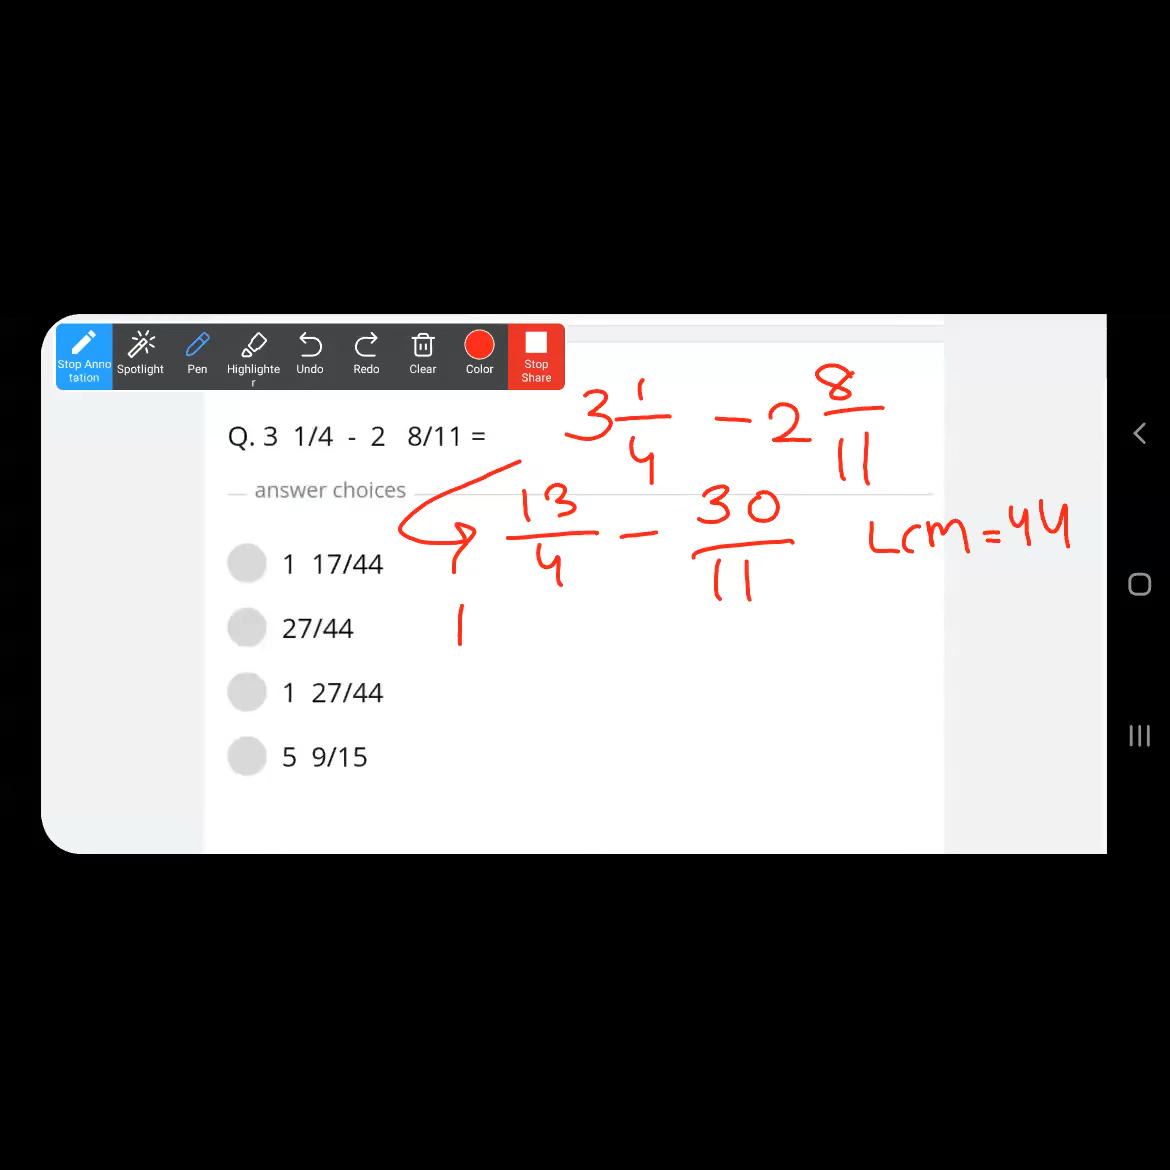 Stop Anno
tation
Spotlight
Pen
Highlighte
r
Undo
Redo
Clear
Color
Stop
Share
Q. 3 1/4 - 2 8/11 =
3 1/4 - 2 8/11
answer choices
13/4 - 30/11
LCM = 44
1 17/44
1
27/44
1 27/44
5 9/15